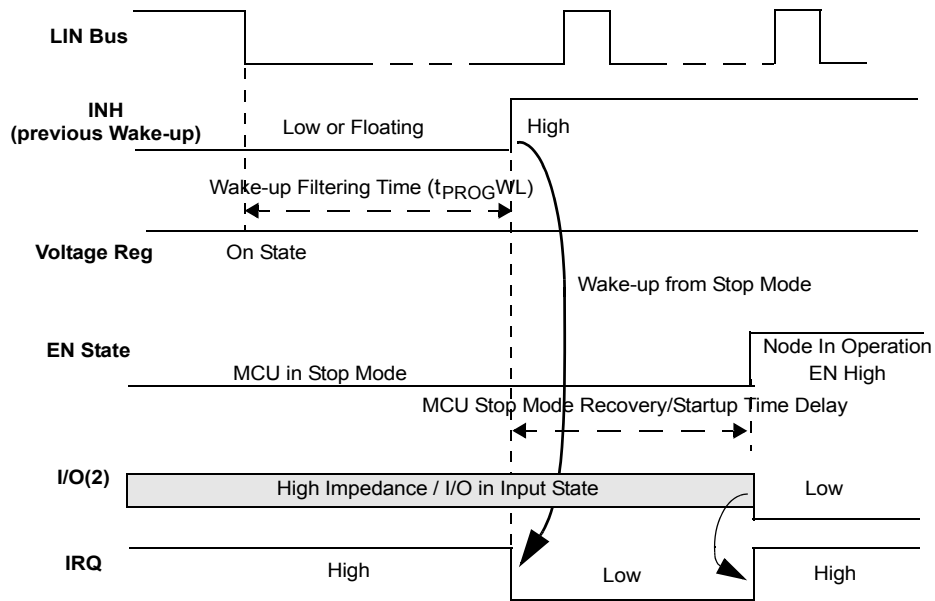 LIN Bus
INH
(previous Wake-up)
Low or Floating
High
Wake-up Filtering Time (tPROGWL)
Voltage Reg
On State
Wake-up from Stop Mode
EN State
Node In Operation
EN High
MCU in Stop Mode
MCU Stop Mode Recovery/Startup Time Delay
I/O(2)
High Impedance / I/O in Input State
Low
IRQ
High
Low
High